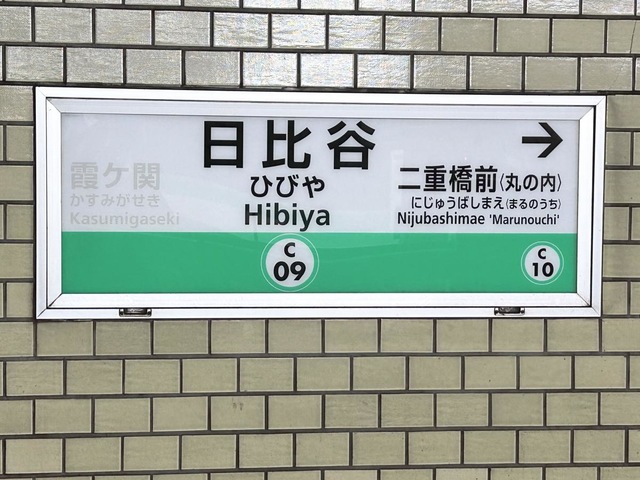 霞ケ関
かすみがせき
Kasumigaseki
日比谷
ひびや
Hibiya
C
09
→
二重橋前〈丸の内〉
にじゅうばしまえ〈まるのうち〉
Nijubashimae 'Marunouchi'
C
10